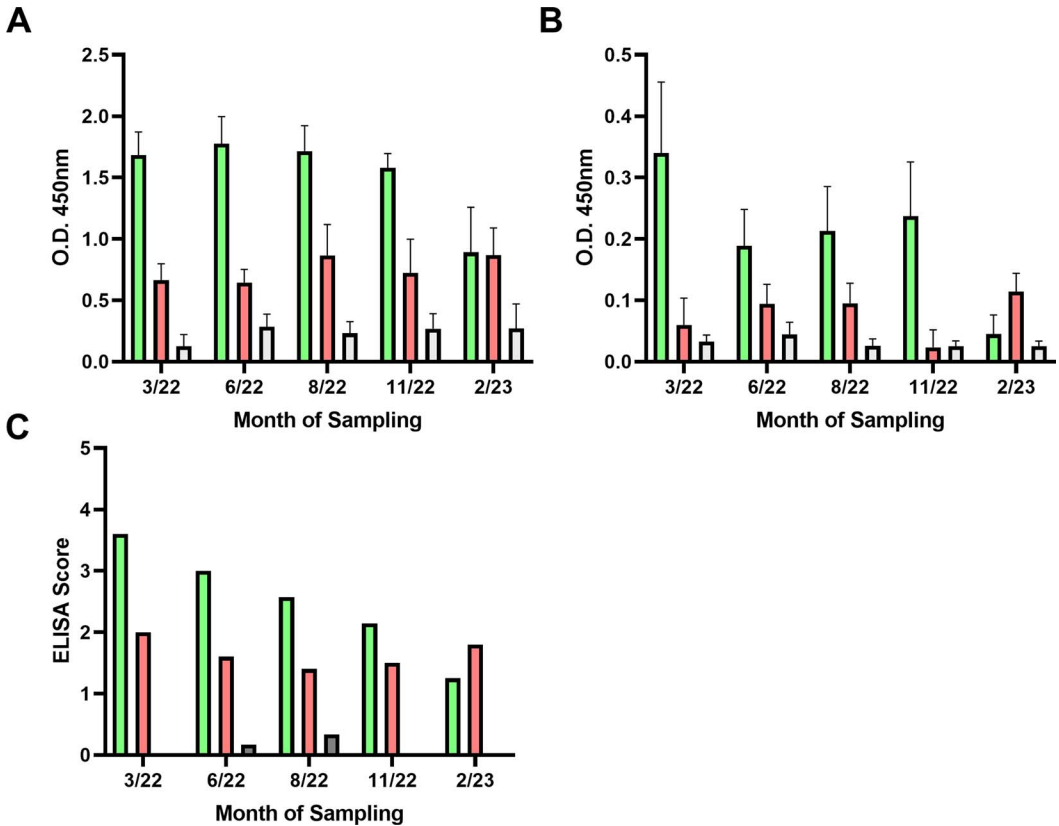 A
O.D. 450nm
2.5
2.0
1.5
1.0
0.5
0.0
3/22 6/22 8/22 11/22 2/23
Month of Sampling
B
O.D. 450nm
0.5
0.4
0.3
0.2
0.1
0.0
3/22 6/22 8/22 11/22 2/23
Month of Sampling
C
ELISA Score
5
4
3
2
1
0
3/22 6/22 8/22 11/22 2/23
Month of Sampling